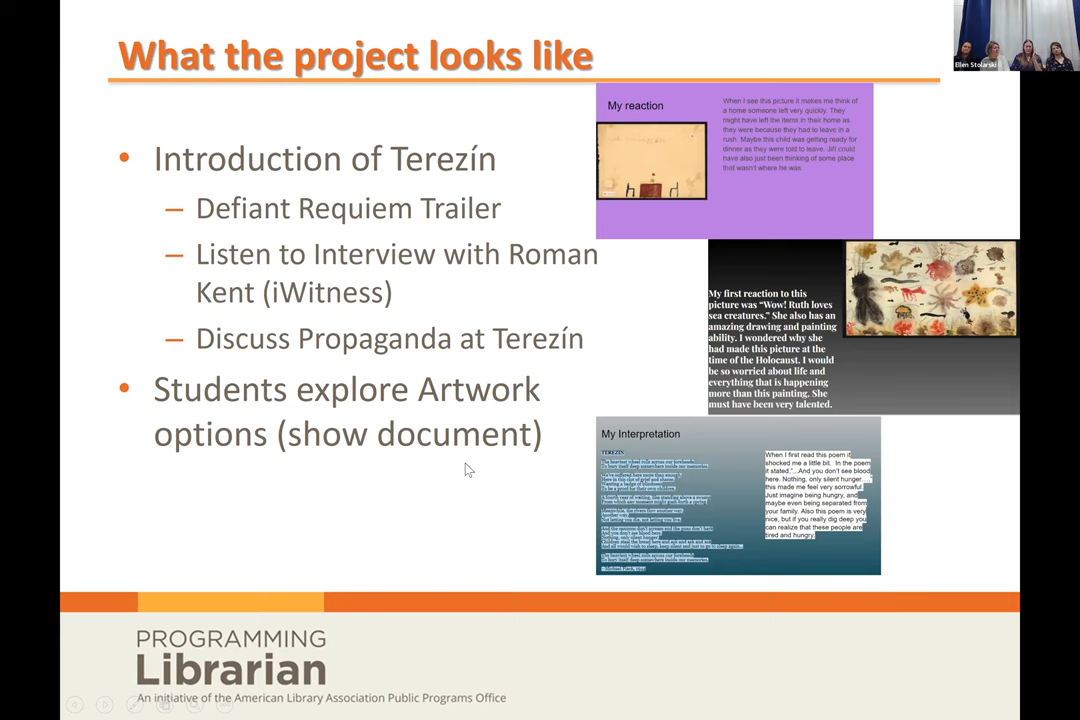 What the project looks like
Ellen Stolarski
• Introduction of Terezín
– Defiant Requiem Trailer
– Listen to Interview with Roman
Kent (iWitness)
– Discuss Propaganda at Terezín
• Students explore Artwork
options (show document)
My reaction
When I see this picture it makes me think of
a home someone left very quickly. They
might have left the items in their home as
they were because they had to leave in a
rush. Maybe this child was getting ready for
dinner as they were told to leave. Jiří could
have also just been thinking of some place
that wasn't where he was
My first reaction to this
picture was "Wow! Ruth loves
sea creatures." She also has an
amazing drawing and painting
ability. I wondered why she
had made this picture at the
time of the Holocaust. I would
be so worried about life and
everything that is happening
more than this painting. She
must have been very talented.
My Interpretation
TEREZÍN
When I first read this poem it
shocked me a little bit. In the poem
it stated,"...And you don't see blood
here. Nothing, only silent hunger..."
this made me feel very sorrowful.
Just imagine being hungry, and
maybe even being separated from
your family. Also this poem is very
nice, but if you really dig deep you
can realize that these people are
tired and hungry.
PROGRAMMING
Librarian
An initiative of the American Library Association Public Programs Office